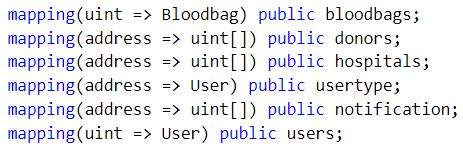 mapping(uint => Bloodbag) public bloodbags;
mapping(address => uint[]) public donors;
mapping(address => uint[]) public hospitals;
mapping(address => User) public usertype;
mapping(address => uint[]) public notification;
mapping(uint => User) public users;